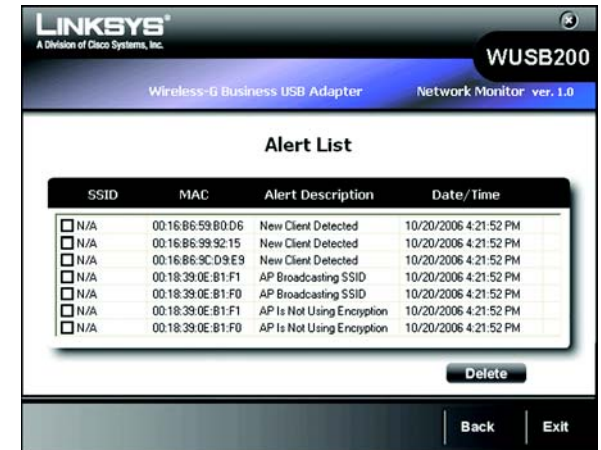 LINKSYS®
A Division of Cisco Systems, Inc.
WUSB200
Wireless-G Business USB Adapter Network Monitor ver. 1.0
Alert List
SSID MAC Alert Description Date/Time
N/A 00:16:B6:59:B0:D6 New Client Detected 10/20/2006 4:21:52 PM
N/A 00:16:B6:99:92:15 New Client Detected 10/20/2006 4:21:52 PM
N/A 00:16:B6:9C:D9:E9 New Client Detected 10/20/2006 4:21:52 PM
N/A 00:18:39:0E:B1:F1 AP Broadcasting SSID 10/20/2006 4:21:52 PM
N/A 00:18:39:0E:B1:F0 AP Broadcasting SSID 10/20/2006 4:21:52 PM
N/A 00:18:39:0E:B1:F1 AP Is Not Using Encryption 10/20/2006 4:21:52 PM
N/A 00:18:39:0E:B1:F0 AP Is Not Using Encryption 10/20/2006 4:21:52 PM
Delete
Back Exit